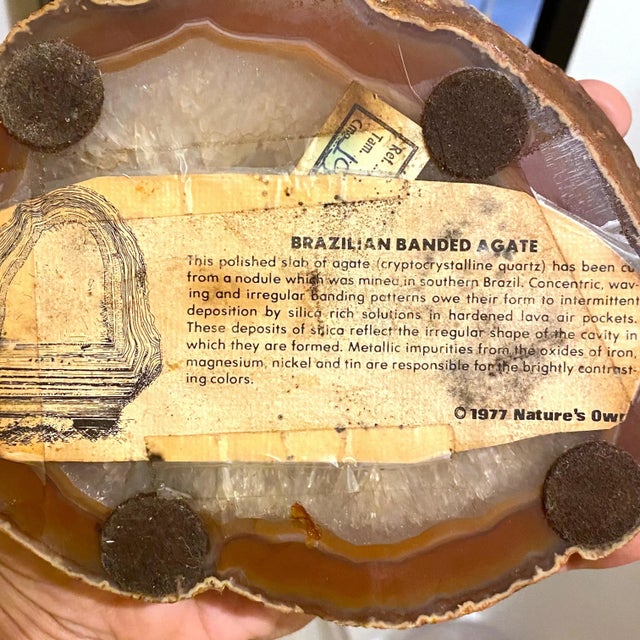 Ref.
Tam
Cmp.
BRAZILIAN BANDED AGATE
This polished slab of agate (cryptocrystalline quartz) has been cu
from a nodule which was mined in southern Brazil. Concentric, wav-
ing and irregular banding patterns owe their form to intermittent
deposition by silica rich solutions in hardened lava air pockets.
These deposits of silica reflect the irregular shape of the cavity in
which they are formed. Metallic impurities from the oxides of iron,
magnesium, nickel and tin are responsible for the brightly contrast-
ing colors.
© 1977 Nature's Own